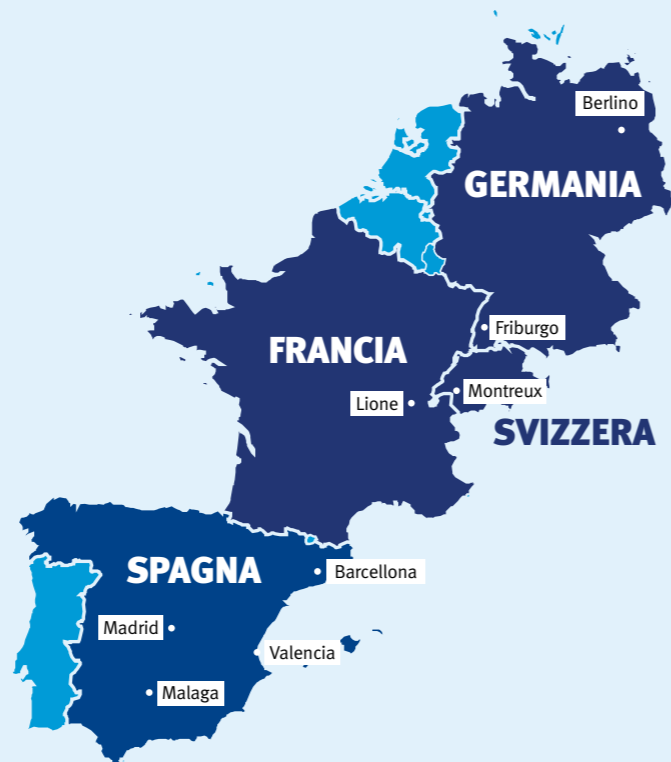 Berlino
GERMANIA
Friburgo
FRANCIA
Montreux
Lione
SVIZZERA
SPAGNA
Barcellona
Madrid
Valencia
Malaga